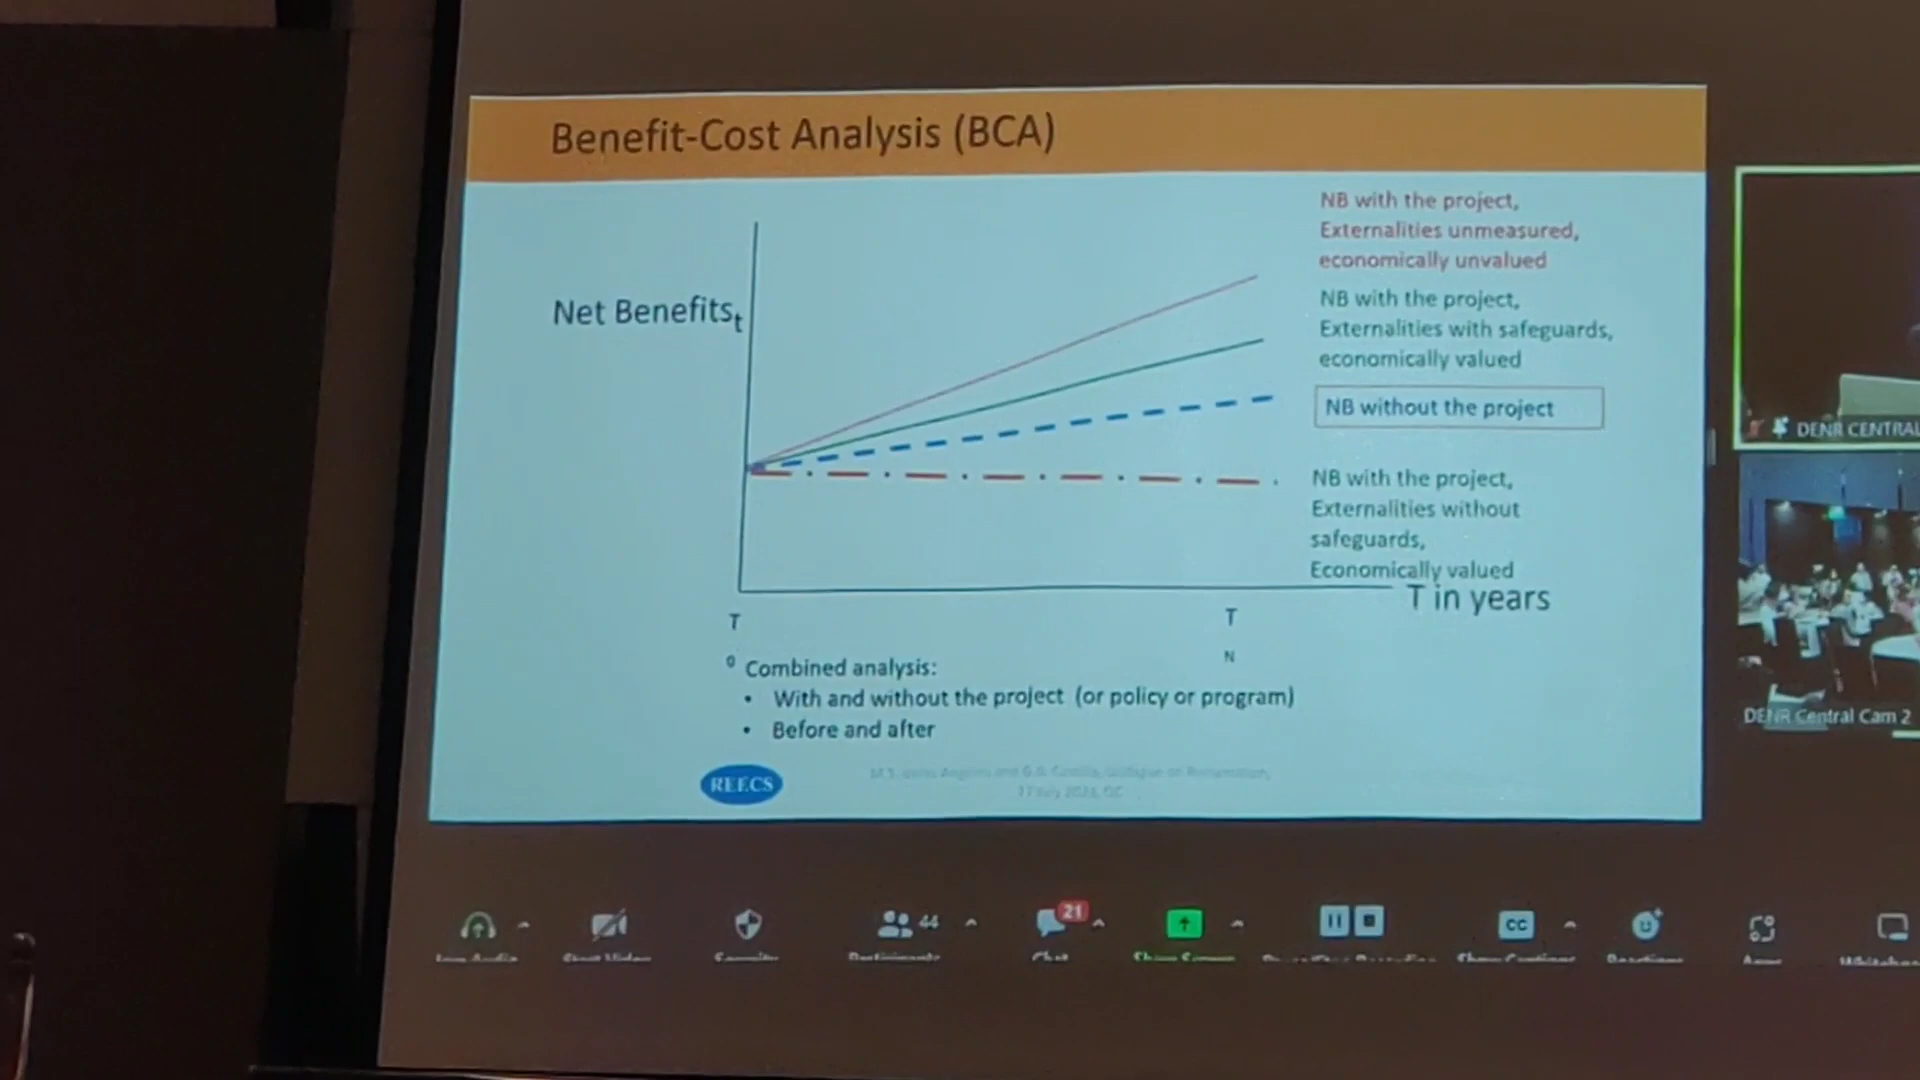 Benefit-Cost Analysis (BCA)
Net Benefitst
NB with the project,
Externalities unmeasured,
economically unvalued
NB with the project,
Externalities with safeguards,
economically valued
NB without the project
NB with the project,
Externalities without
safeguards,
Economically valued
T in years
T
0
T
N
Combined analysis:
• With and without the project (or policy or program)
• Before and after
REECS
DENR CENTRAL
DENR Central Cam 2
44
21
CC